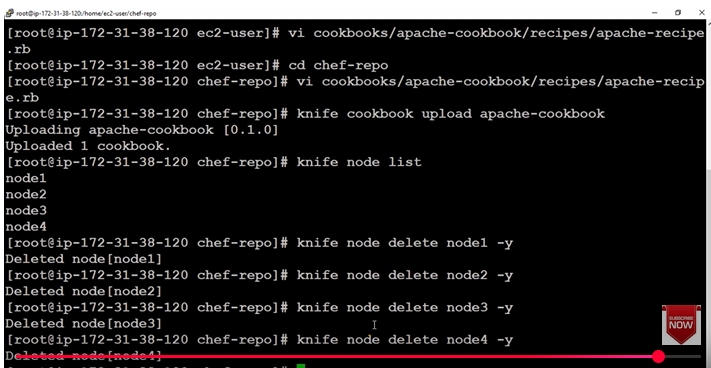 root@ip-172-31-38-120:/home/ec2-user/chef-repo
[root@ip-172-31-38-120 ec2-user]# vi cookbooks/apache-cookbook/recipes/apache-recipe
.rb
[root@ip-172-31-38-120 ec2-user]# cd chef-repo
[root@ip-172-31-38-120 chef-repo]# vi cookbooks/apache-cookbook/recipes/apache-recip
e.rb
[root@ip-172-31-38-120 chef-repo]# knife cookbook upload apache-cookbook
Uploading apache-cookbook [0.1.0]
Uploaded 1 cookbook.
[root@ip-172-31-38-120 chef-repo]# knife node list
node1
node2
node3
node4
[root@ip-172-31-38-120 chef-repo]# knife node delete node1 -y
Deleted node[node1]
[root@ip-172-31-38-120 chef-repo]# knife node delete node2 -y
Deleted node[node2]
[root@ip-172-31-38-120 chef-repo]# knife node delete node3 -y
Deleted node[node3]
SUBSCRIBE
NOW
[root@ip-172-31-38-120 chef-repo]# knife node delete node4 -y
Deleted node[node4]